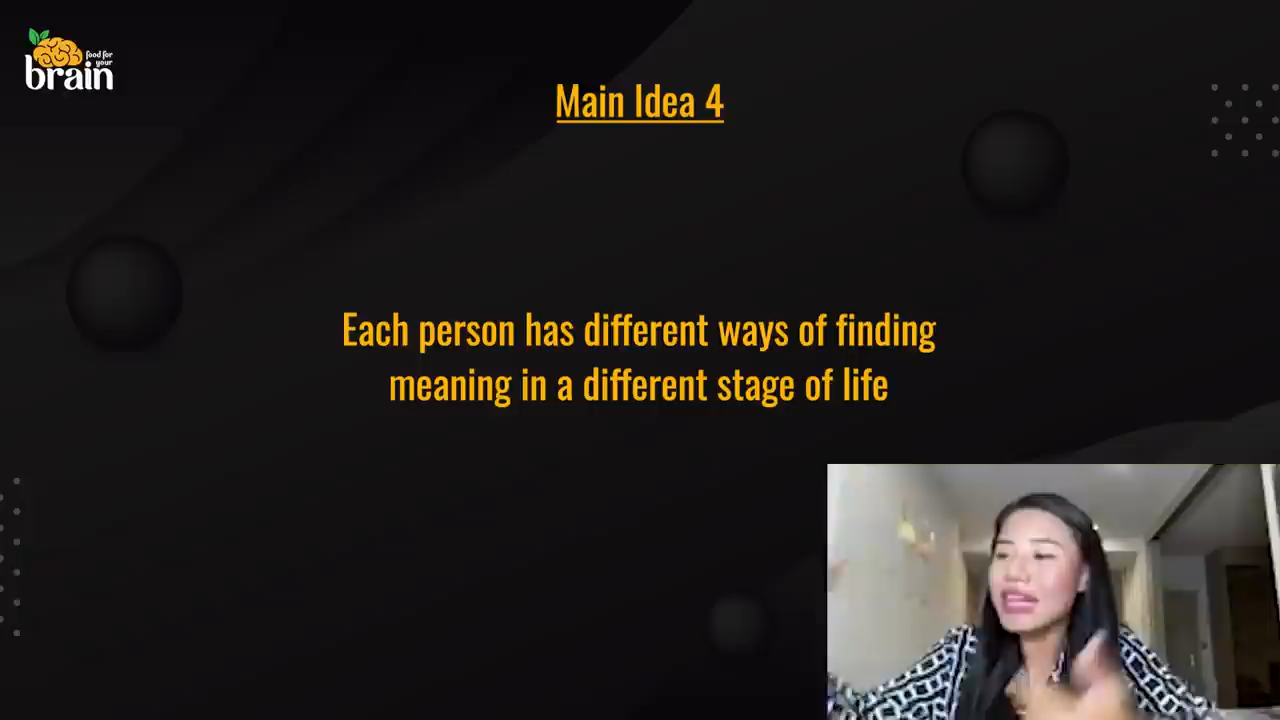 food for
your
brain
Main Idea 4
Each person has different ways of finding
meaning in a different stage of life